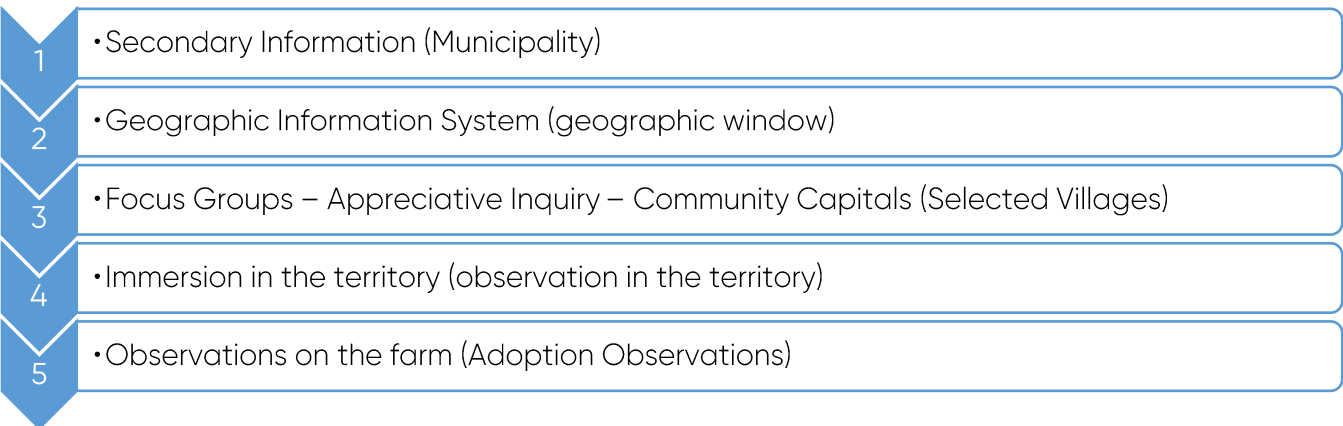 1
•Secondary Information (Municipality)
2
•Geographic Information System (geographic window)
3
•Focus Groups – Appreciative Inquiry – Community Capitals (Selected Villages)
4
•Immersion in the territory (observation in the territory)
5
•Observations on the farm (Adoption Observations)